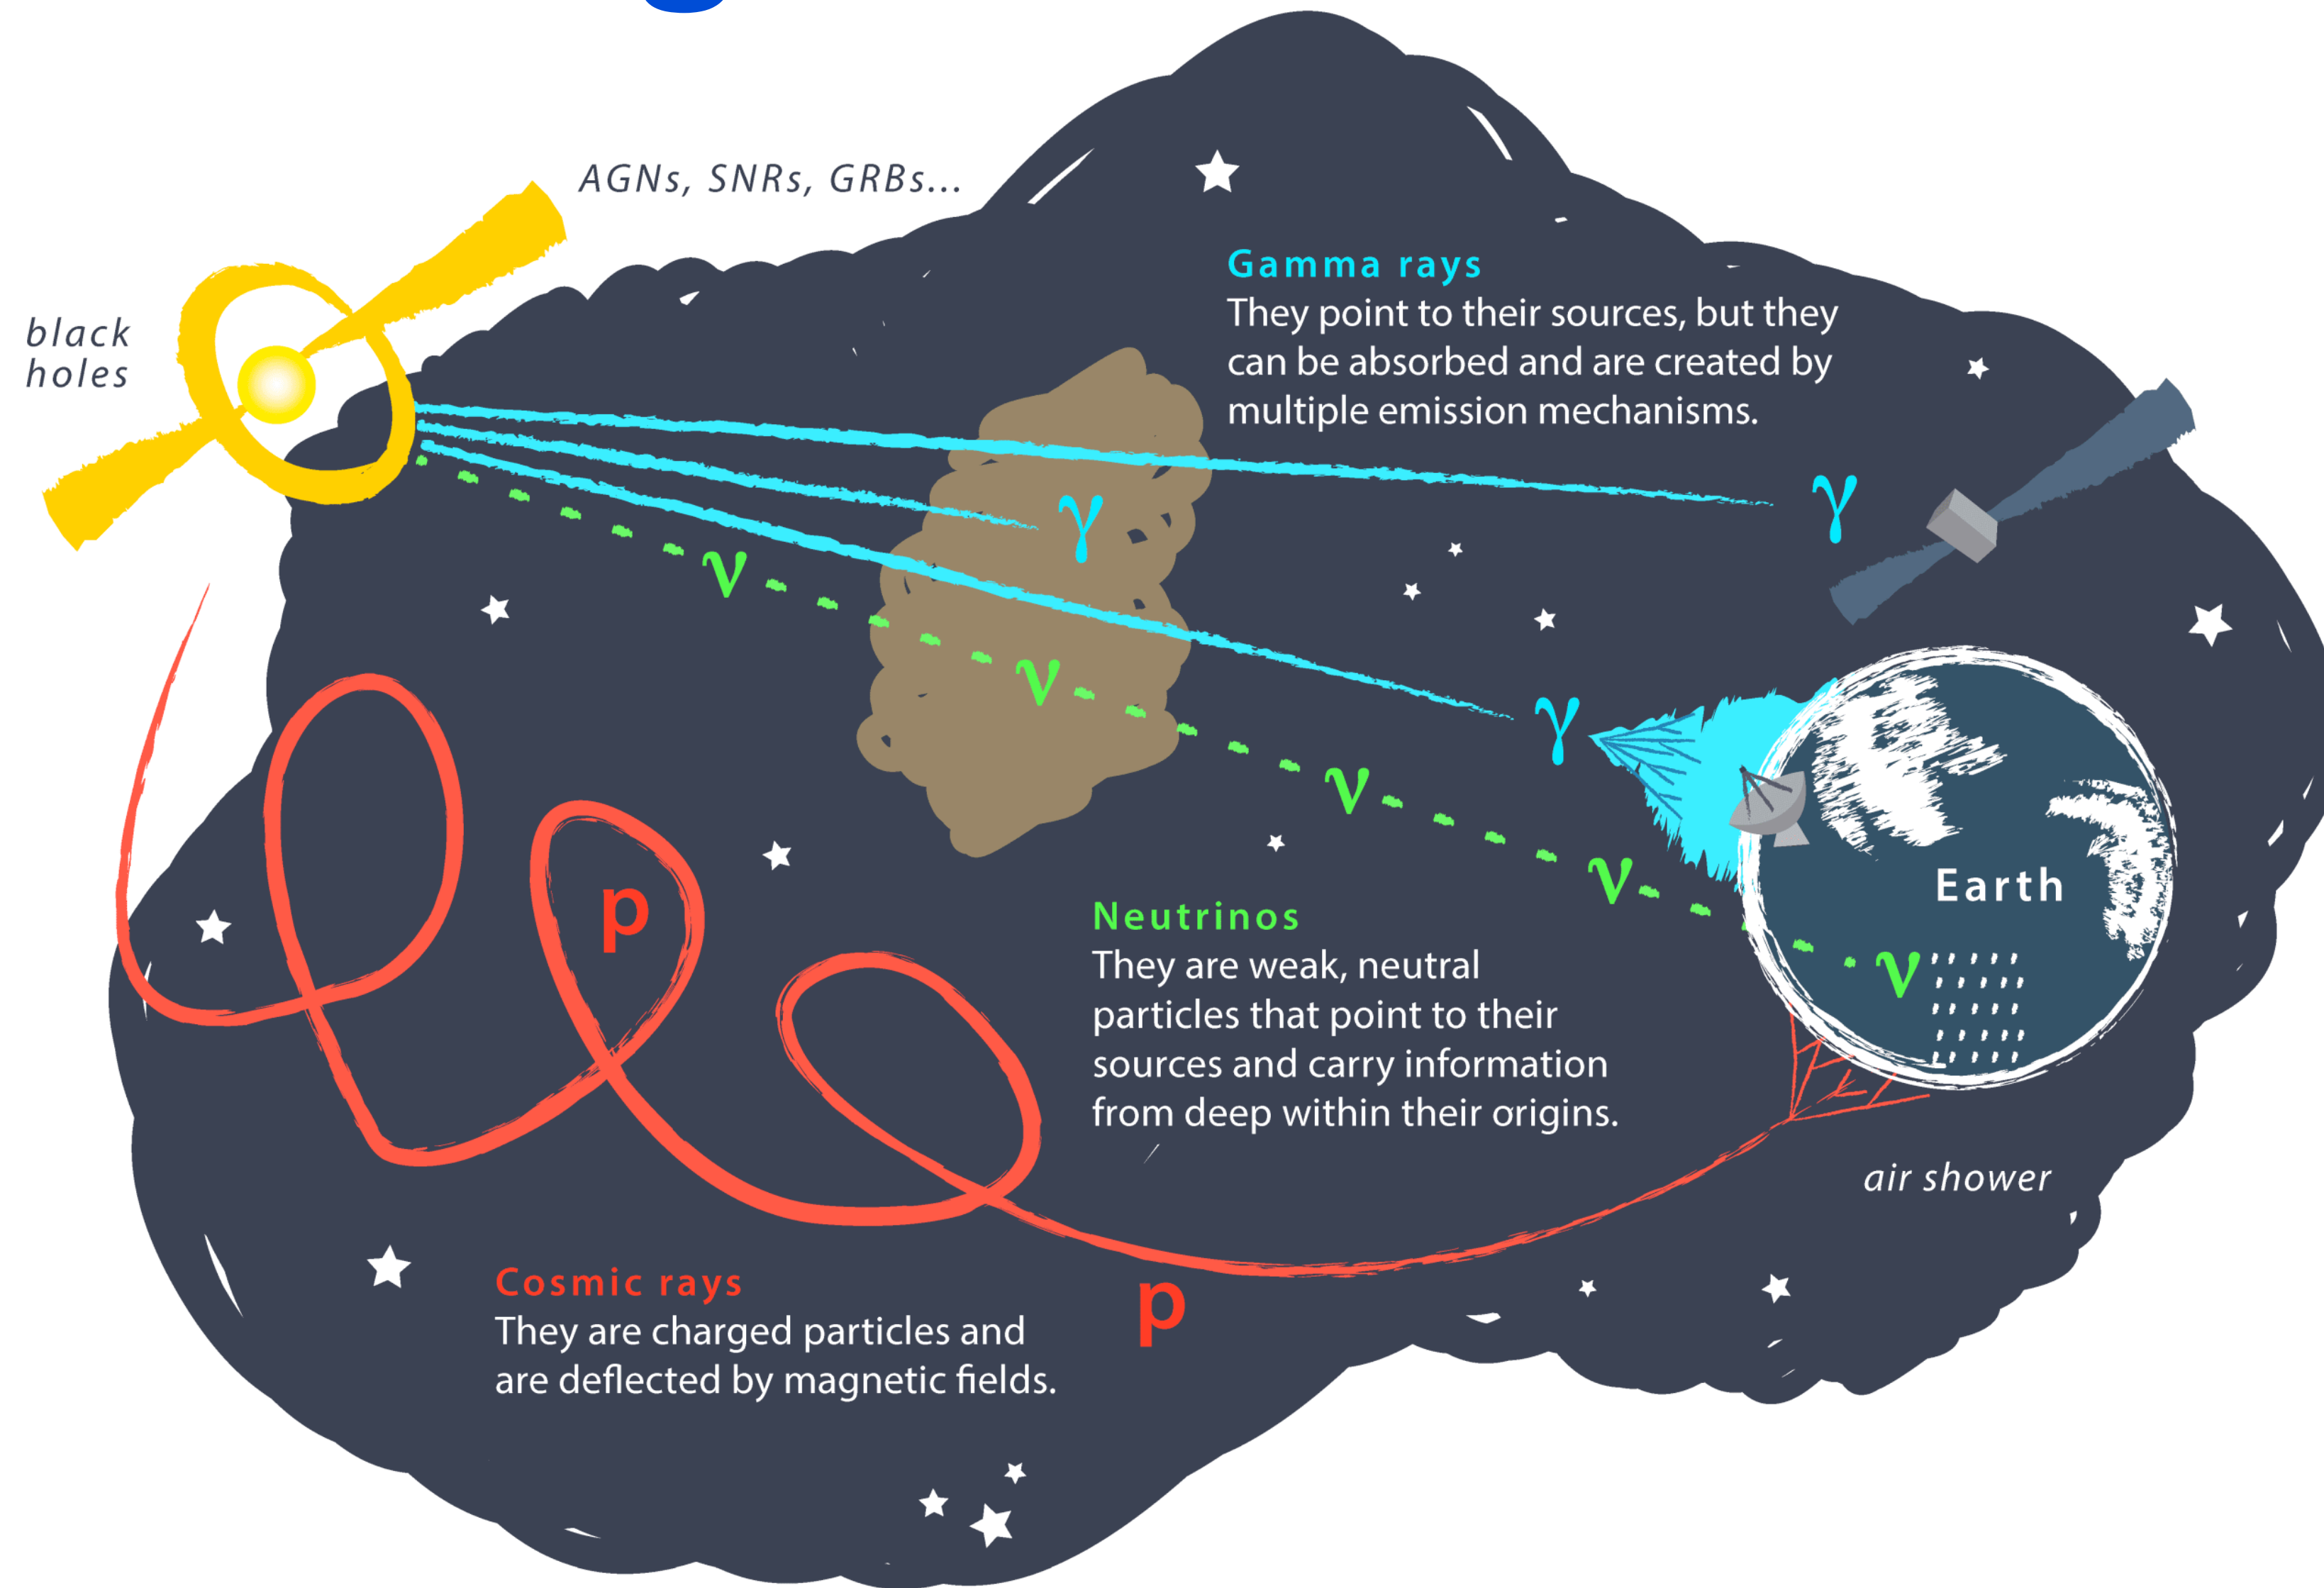 AGNs, SNRs, GRBs...
black
holes
Gamma rays
They point to their sources, but they
can be absorbed and are created by
multiple emission mechanisms.
γ
γ
ν
ν
γ
ν
ν
Earth
p
Neutrinos
They are weak, neutral
particles that point to their
sources and carry information
from deep within their origins.
ν
air shower
Cosmic rays
They are charged particles and
are deflected by magnetic fields.
p